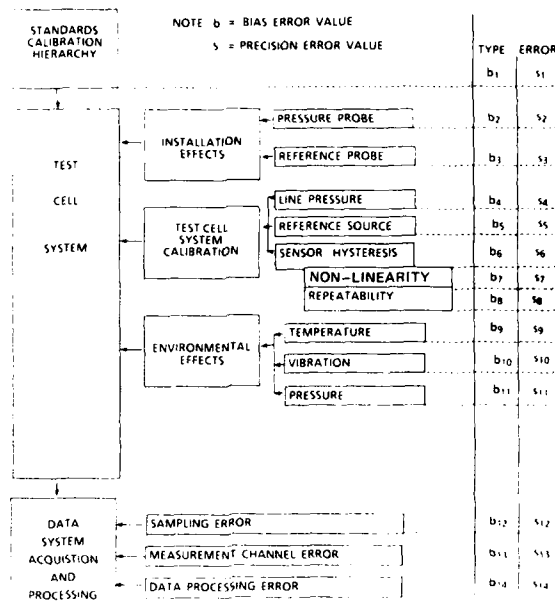 NOTE b = BIAS ERROR VALUE
s = PRECISION ERROR VALUE
STANDARDS
CALIBRATION
HIERARCHY
TYPE ERROR
b1 s1
TEST
CELL
SYSTEM
INSTALLATION
EFFECTS
PRESSURE PROBE b2 s2
REFERENCE PROBE b3 s3
TEST CELL
SYSTEM
CALIBRATION
LINE PRESSURE b4 s4
REFERENCE SOURCE b5 s5
SENSOR HYSTERESIS b6 s6
NON-LINEARITY b7 s7
REPEATABILITY b8 s8
ENVIRONMENTAL
EFFECTS
TEMPERATURE b9 s9
VIBRATION b10 s10
PRESSURE b11 s11
DATA
SYSTEM
ACQUISTION
AND
PROCESSING
SAMPLING ERROR b12 s12
MEASUREMENT CHANNEL ERROR b13 s13
DATA PROCESSING ERROR b14 s14